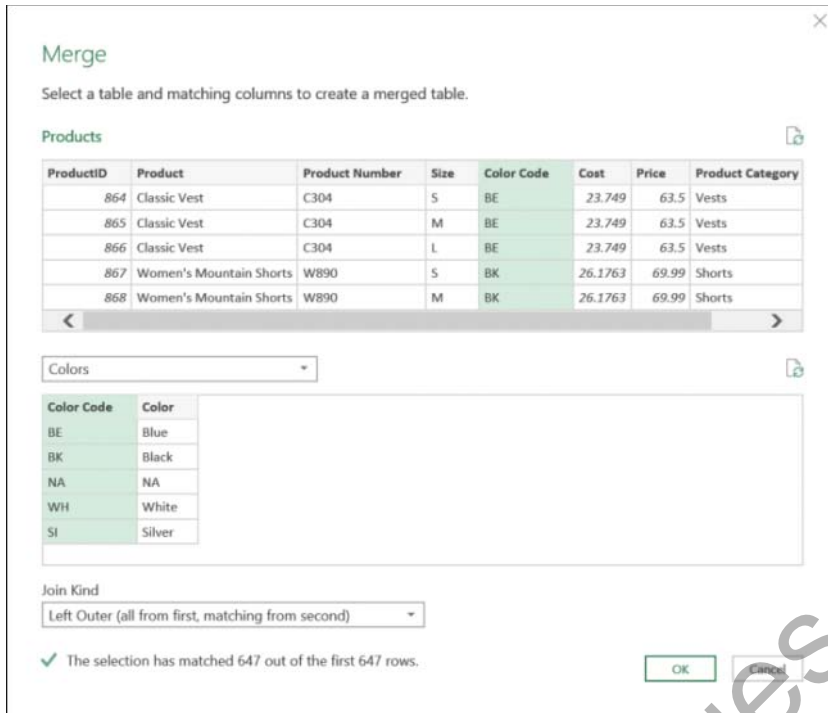 Merge
Select a table and matching columns to create a merged table.
Products
ProductID Product Product Number Size Color Code Cost Price Product Category
864 Classic Vest C304 S BE 23.749 63.5 Vests
865 Classic Vest C304 M BE 23.749 63.5 Vests
866 Classic Vest C304 L BE 23.749 63.5 Vests
867 Women's Mountain Shorts W890 S BK 26.1763 69.99 Shorts
868 Women's Mountain Shorts W890 M BK 26.1763 69.99 Shorts
Colors
Color Code Color
BE Blue
BK Black
NA NA
WH White
SI Silver
Join Kind
Left Outer (all from first, matching from second)
The selection has matched 647 out of the first 647 rows.
OK Cancel